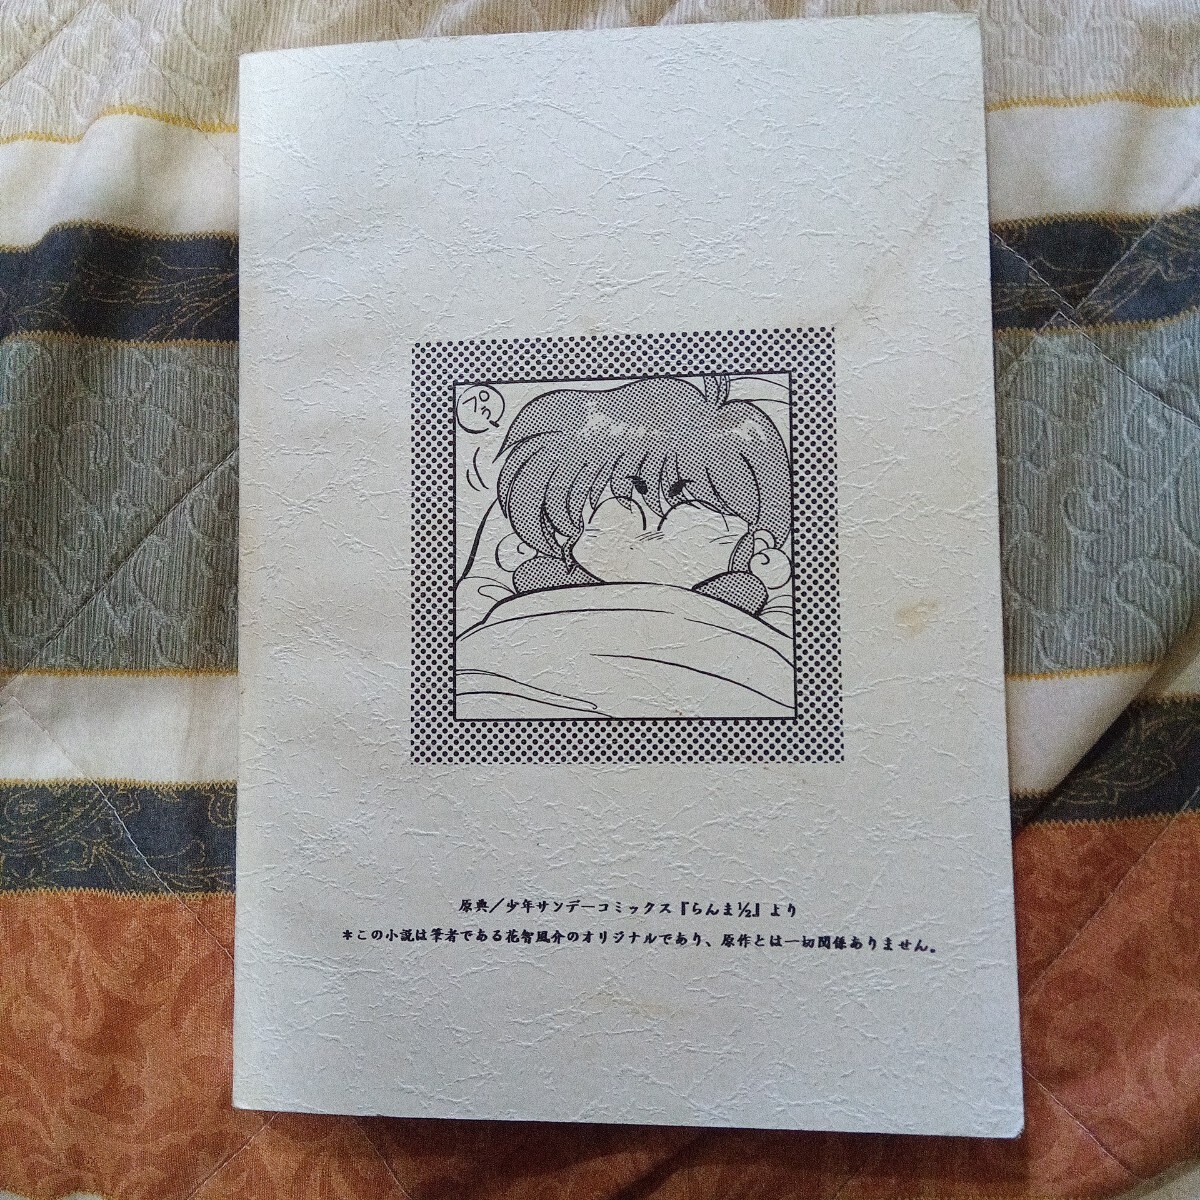 プゥ
原典／少年サンデーコミックス『らんま½』より
＊この小説は筆者である花智風介のオリジナルであり、原作とは一切関係ありません。